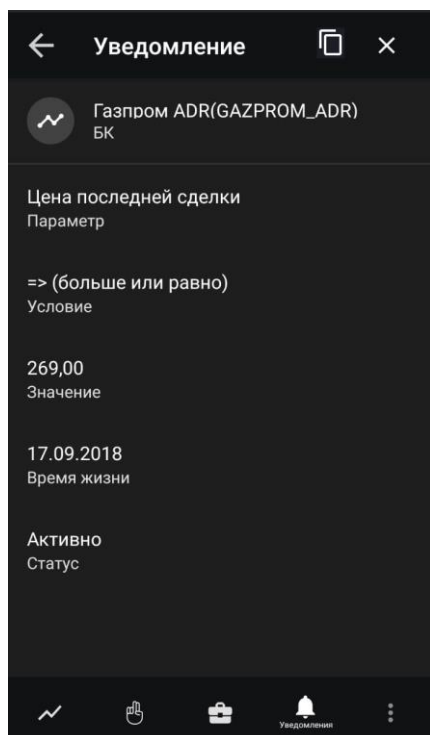 Уведомление
Газпром ADR(GAZPROM_ADR)
БК
Цена последней сделки
Параметр
=> (больше или равно)
Условие
269,00
Значение
17.09.2018
Время жизни
Активно
Статус
Уведомления